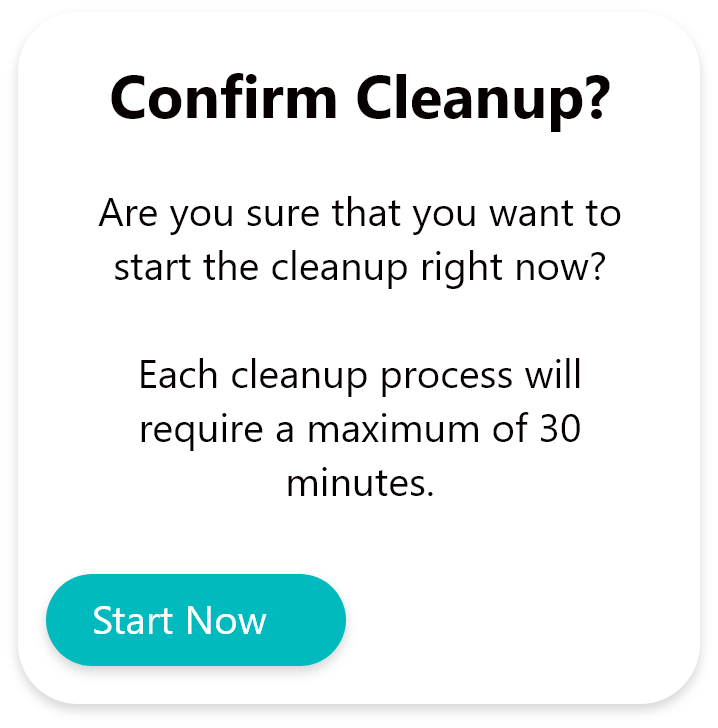 Confirm Cleanup?
Are you sure that you want to
start the cleanup right now?
Each cleanup process will
require a maximum of 30
minutes.
Start Now